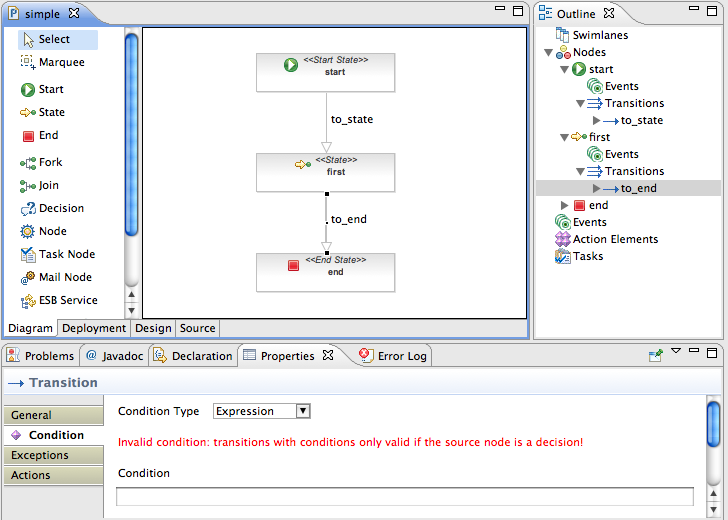 simple
Select
Marquee
Start
State
End
Fork
Join
Decision
Node
Task Node
Mail Node
ESB Service
<<Start State>>
start
to_state
<<State>>
first
to_end
<<End State>>
end
Diagram Deployment Design Source
Outline
Swimlanes
Nodes
start
Events
Transitions
to_state
first
Events
Transitions
to_end
end
Events
Action Elements
Tasks
Problems @ Javadoc Declaration Properties Error Log
Transition
General
Condition
Exceptions
Actions
Condition Type Expression
Invalid condition: transitions with conditions only valid if the source node is a decision!
Condition